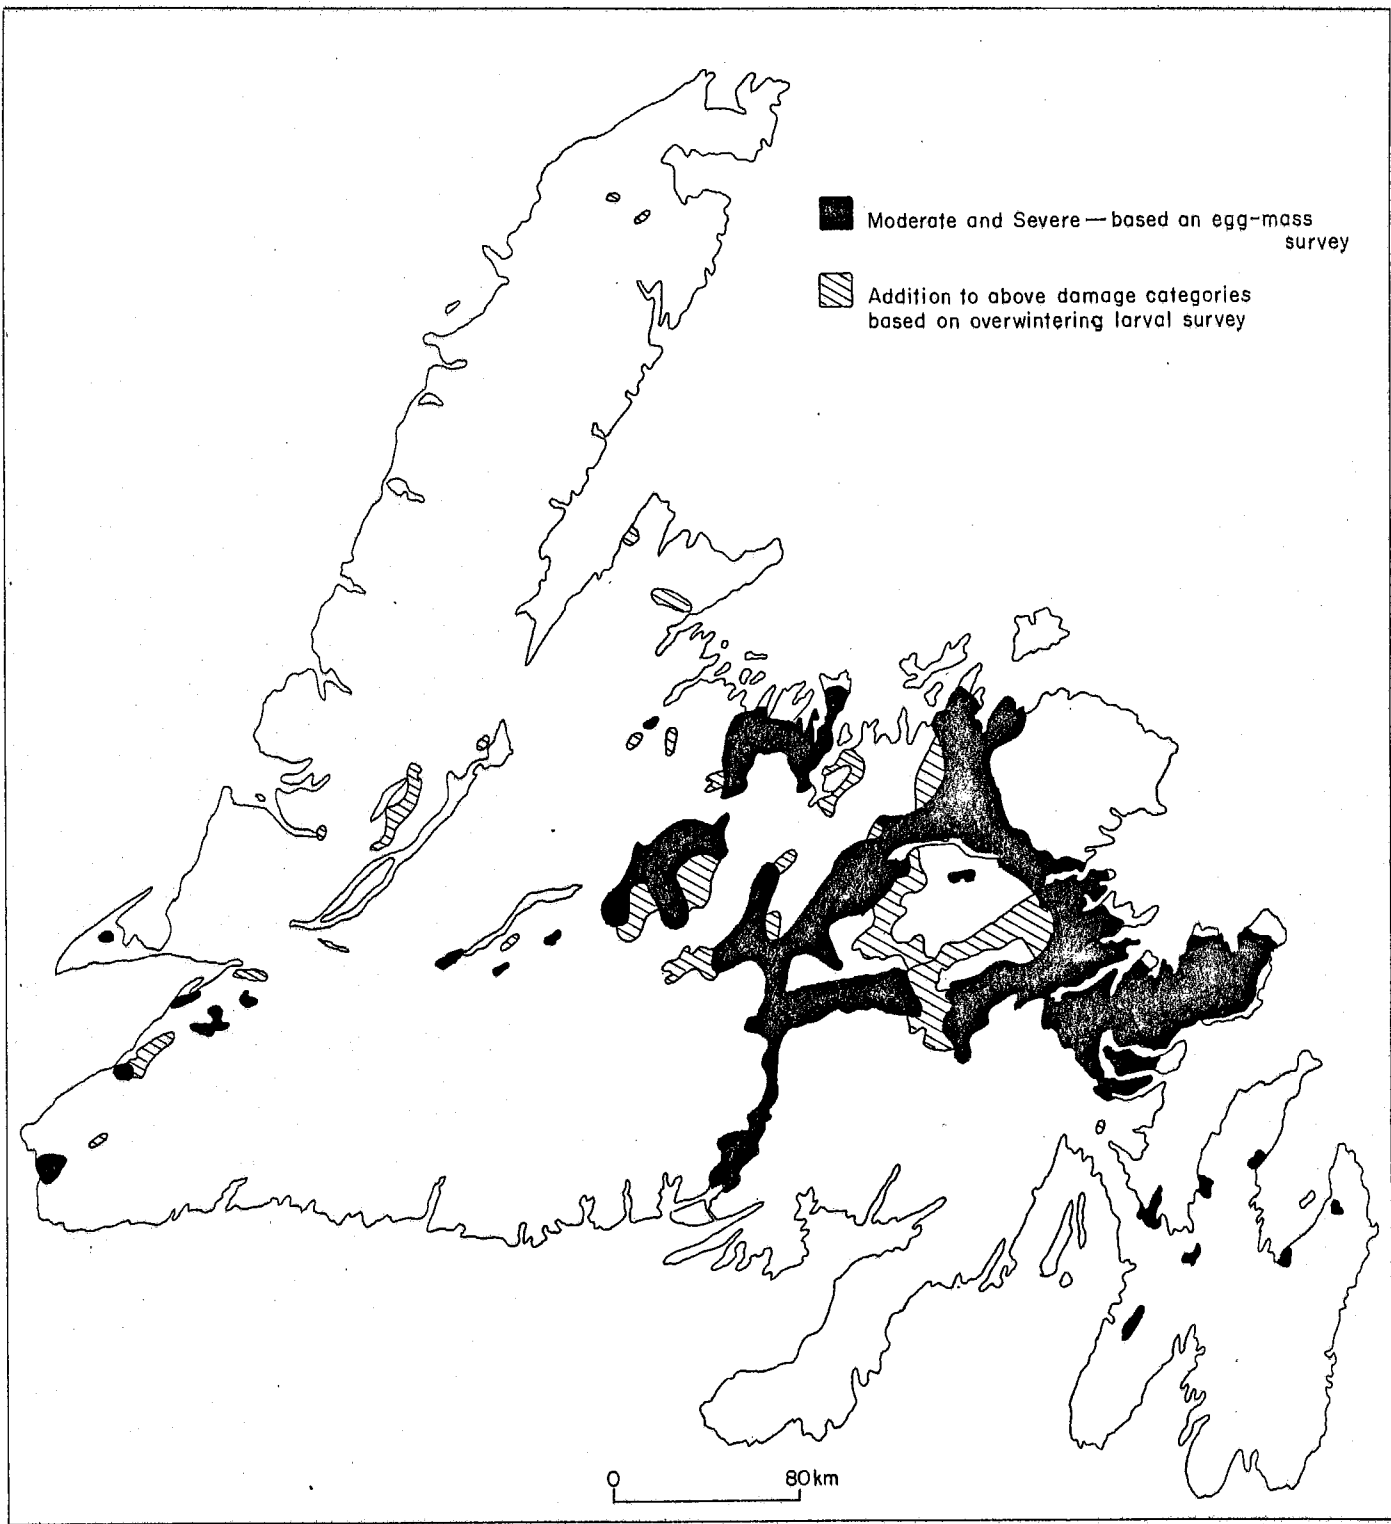 Moderate and Severe — based an egg-mass
survey
Addition to above damage categories
based on overwintering larval survey
0 80km